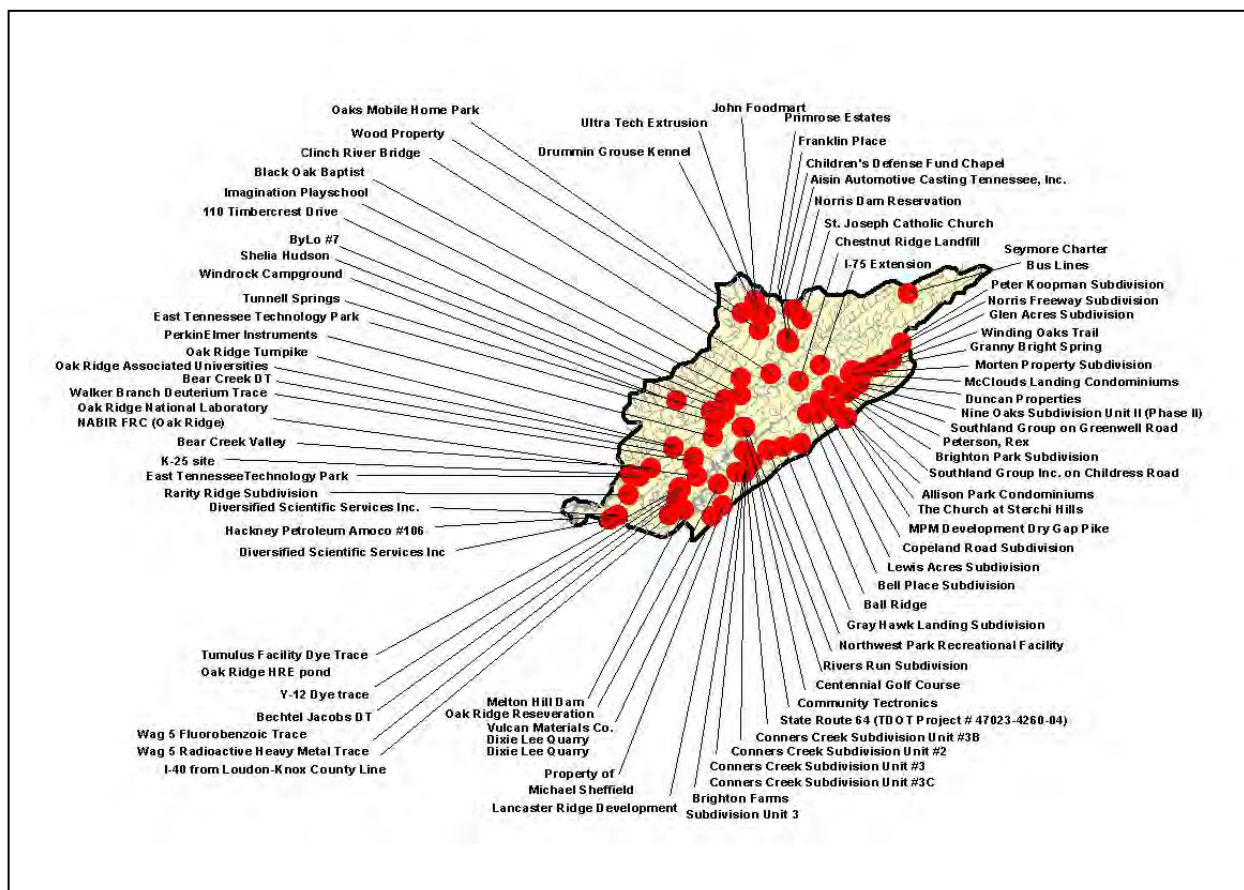 Oaks Mobile Home Park
Wood Property
Clinch River Bridge
Black Oak Baptist
Imagination Playschool
110 Timbercrest Drive
ByLo #7
Shelia Hudson
Windrock Campground
Tunnell Springs
East Tennessee Technology Park
PerkinElmer Instruments
Oak Ridge Turnpike
Oak Ridge Associated Universities
Bear Creek DT
Walker Branch Deuterium Trace
Oak Ridge National Laboratory
NABIR FRC (Oak Ridge)
Bear Creek Valley
K-25 site
East TennesseeTechnology Park
Rarity Ridge Subdivision
Diversified Scientific Services Inc.
Hackney Petroleum Amoco #106
Diversified Scientific Services Inc
Tumulus Facility Dye Trace
Oak Ridge HRE pond
Y-12 Dye trace
Bechtel Jacobs DT
Wag 5 Fluorobenzoic Trace
Wag 5 Radioactive Heavy Metal Trace
I-40 from Loudon-Knox County Line
John Foodmart
Ultra Tech Extrusion
Drummin Grouse Kennel
Primrose Estates
Franklin Place
Children's Defense Fund Chapel
Aisin Automotive Casting Tennessee, Inc.
Norris Dam Reservation
St. Joseph Catholic Church
Chestnut Ridge Landfill
I-75 Extension
Seymore Charter
Bus Lines
Peter Koopman Subdivision
Norris Freeway Subdivision
Glen Acres Subdivision
Winding Oaks Trail
Granny Bright Spring
Morten Property Subdivision
McClouds Landing Condominiums
Duncan Properties
Nine Oaks Subdivision Unit II (Phase II)
Southland Group on Greenwell Road
Peterson, Rex
Brighton Park Subdivision
Southland Group Inc. on Childress Road
Allison Park Condominiums
The Church at Sterchi Hills
MPM Development Dry Gap Pike
Copeland Road Subdivision
Lewis Acres Subdivision
Bell Place Subdivision
Ball Ridge
Gray Hawk Landing Subdivision
Northwest Park Recreational Facility
Rivers Run Subdivision
Centennial Golf Course
Community Tectronics
State Route 64 (TDOT Project # 47023-4260-04)
Conners Creek Subdivision Unit #3B
Conners Creek Subdivision Unit #2
Conners Creek Subdivision Unit #3
Conners Creek Subdivision Unit #3C
Brighton Farms
Subdivision Unit 3
Melton Hill Dam
Oak Ridge Reseveration
Vulcan Materials Co.
Dixie Lee Quarry
Dixie Lee Quarry
Property of
Michael Sheffield
Lancaster Ridge Development